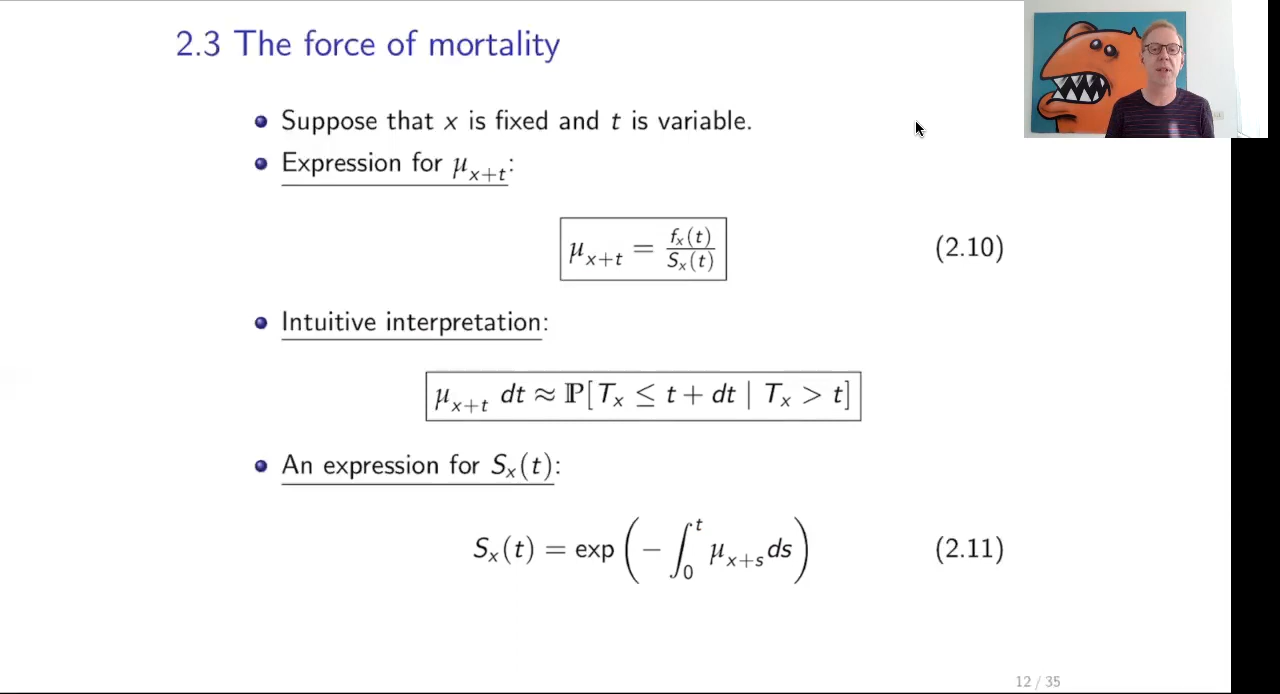 2.3 The force of mortality
Suppose that x is fixed and t is variable.
Expression for μ_{x+t}:
μ_{x+t} = f_x(t) / S_x(t) (2.10)
Intuitive interpretation:
μ_{x+t} dt ≈ ℙ[T_x ≤ t + dt | T_x > t]
An expression for S_x(t):
S_x(t) = exp(−∫_0^t μ_{x+s} ds) (2.11)
12 / 35